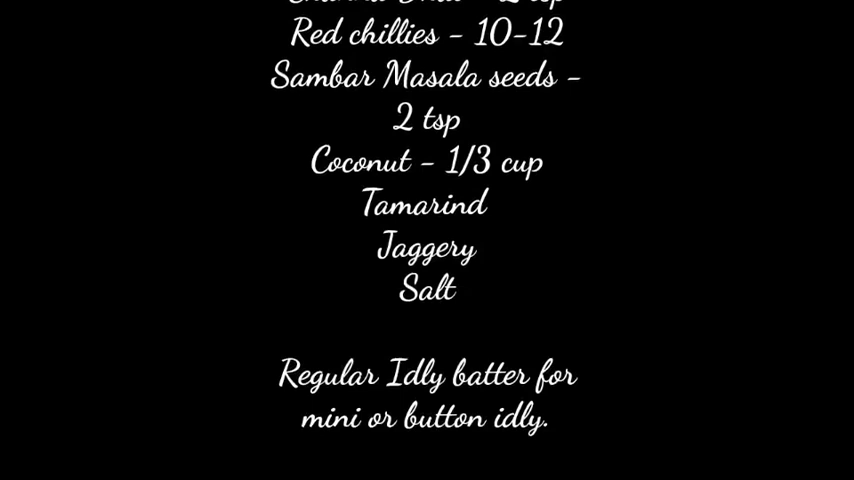 Red chillies - 10-12
Sambar Masala seeds -
2 tsp
Coconut - 1/3 cup
Tamarind
Jaggery
Salt
Regular Idly batter for
mini or button idly.